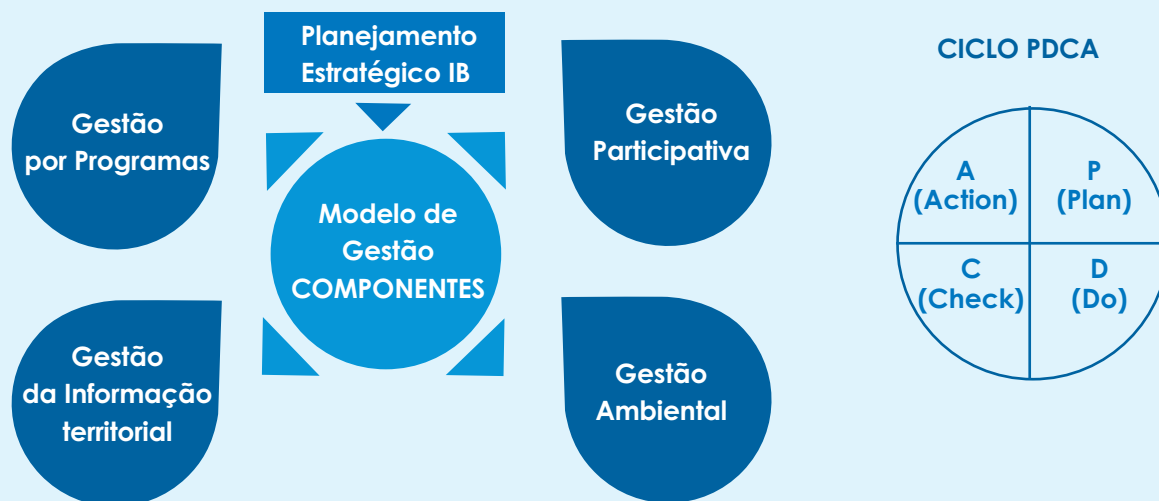 Planejamento
Estratégico IB
Gestão
por Programas
Gestão
Participativa
Modelo de
Gestão
COMPONENTES
Gestão
da Informação
territorial
Gestão
Ambiental
CICLO PDCA
A
(Action)
P
(Plan)
C
(Check)
D
(Do)